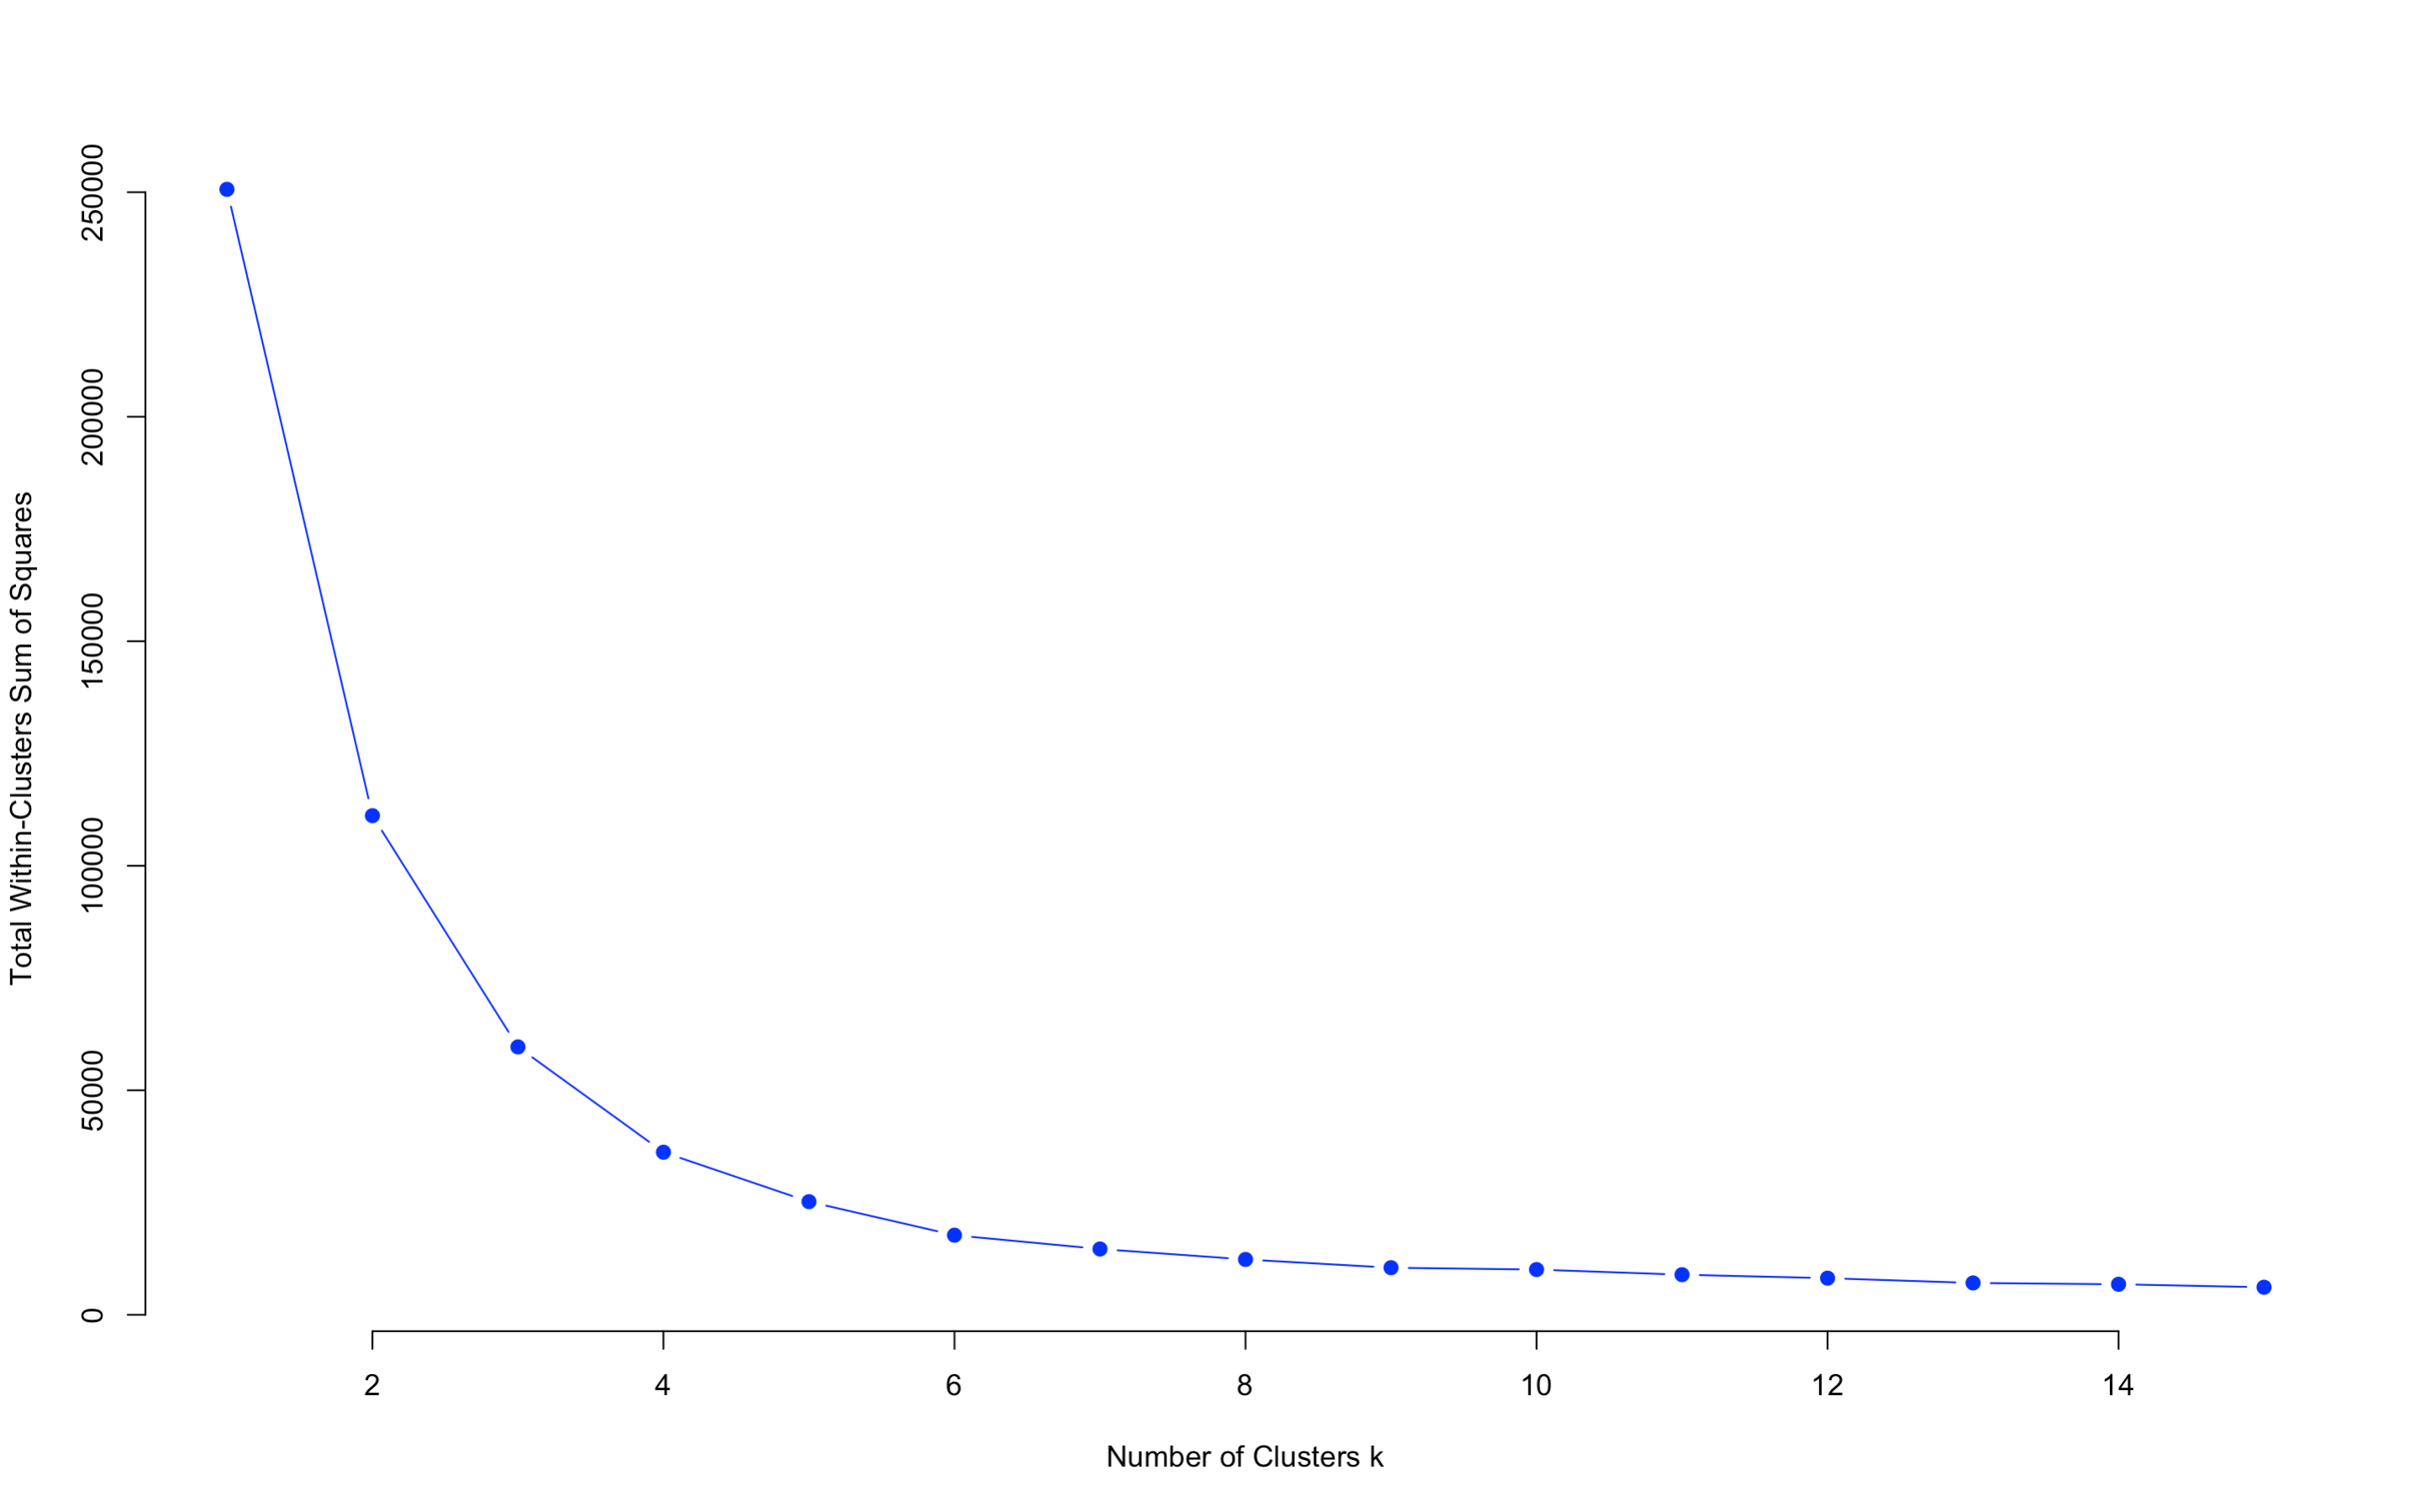 Total Within-Clusters Sum of Squares
250000
200000
150000
100000
50000
0
2 4 6 8 10 12 14
Number of Clusters k